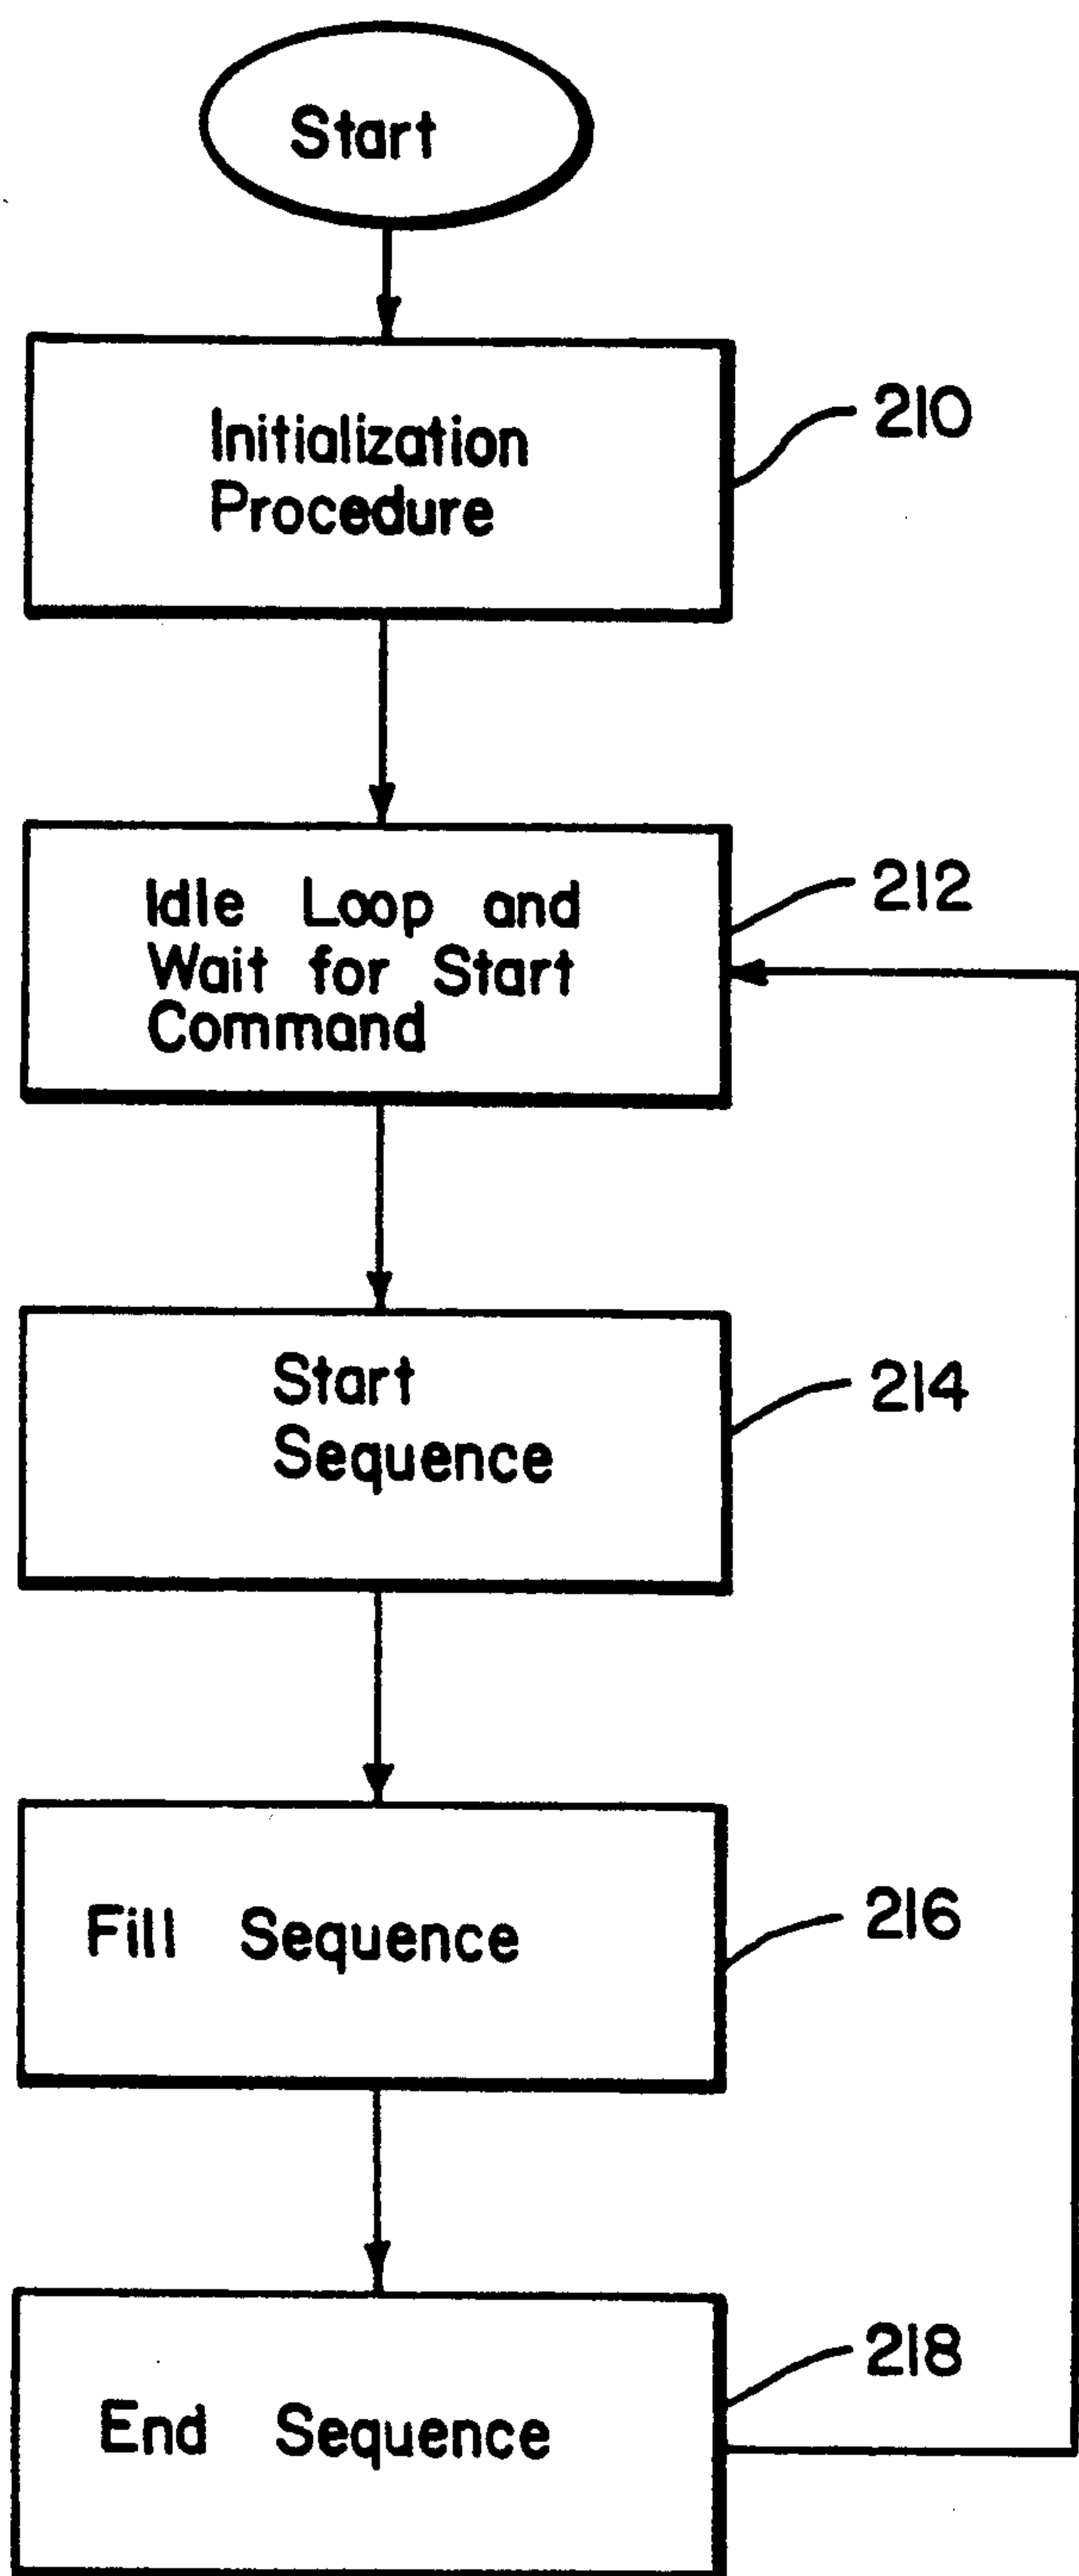 Start
Initialization
Procedure
210
Idle Loop and
Wait for Start
Command
212
Start
Sequence
214
Fill Sequence
216
End Sequence
218